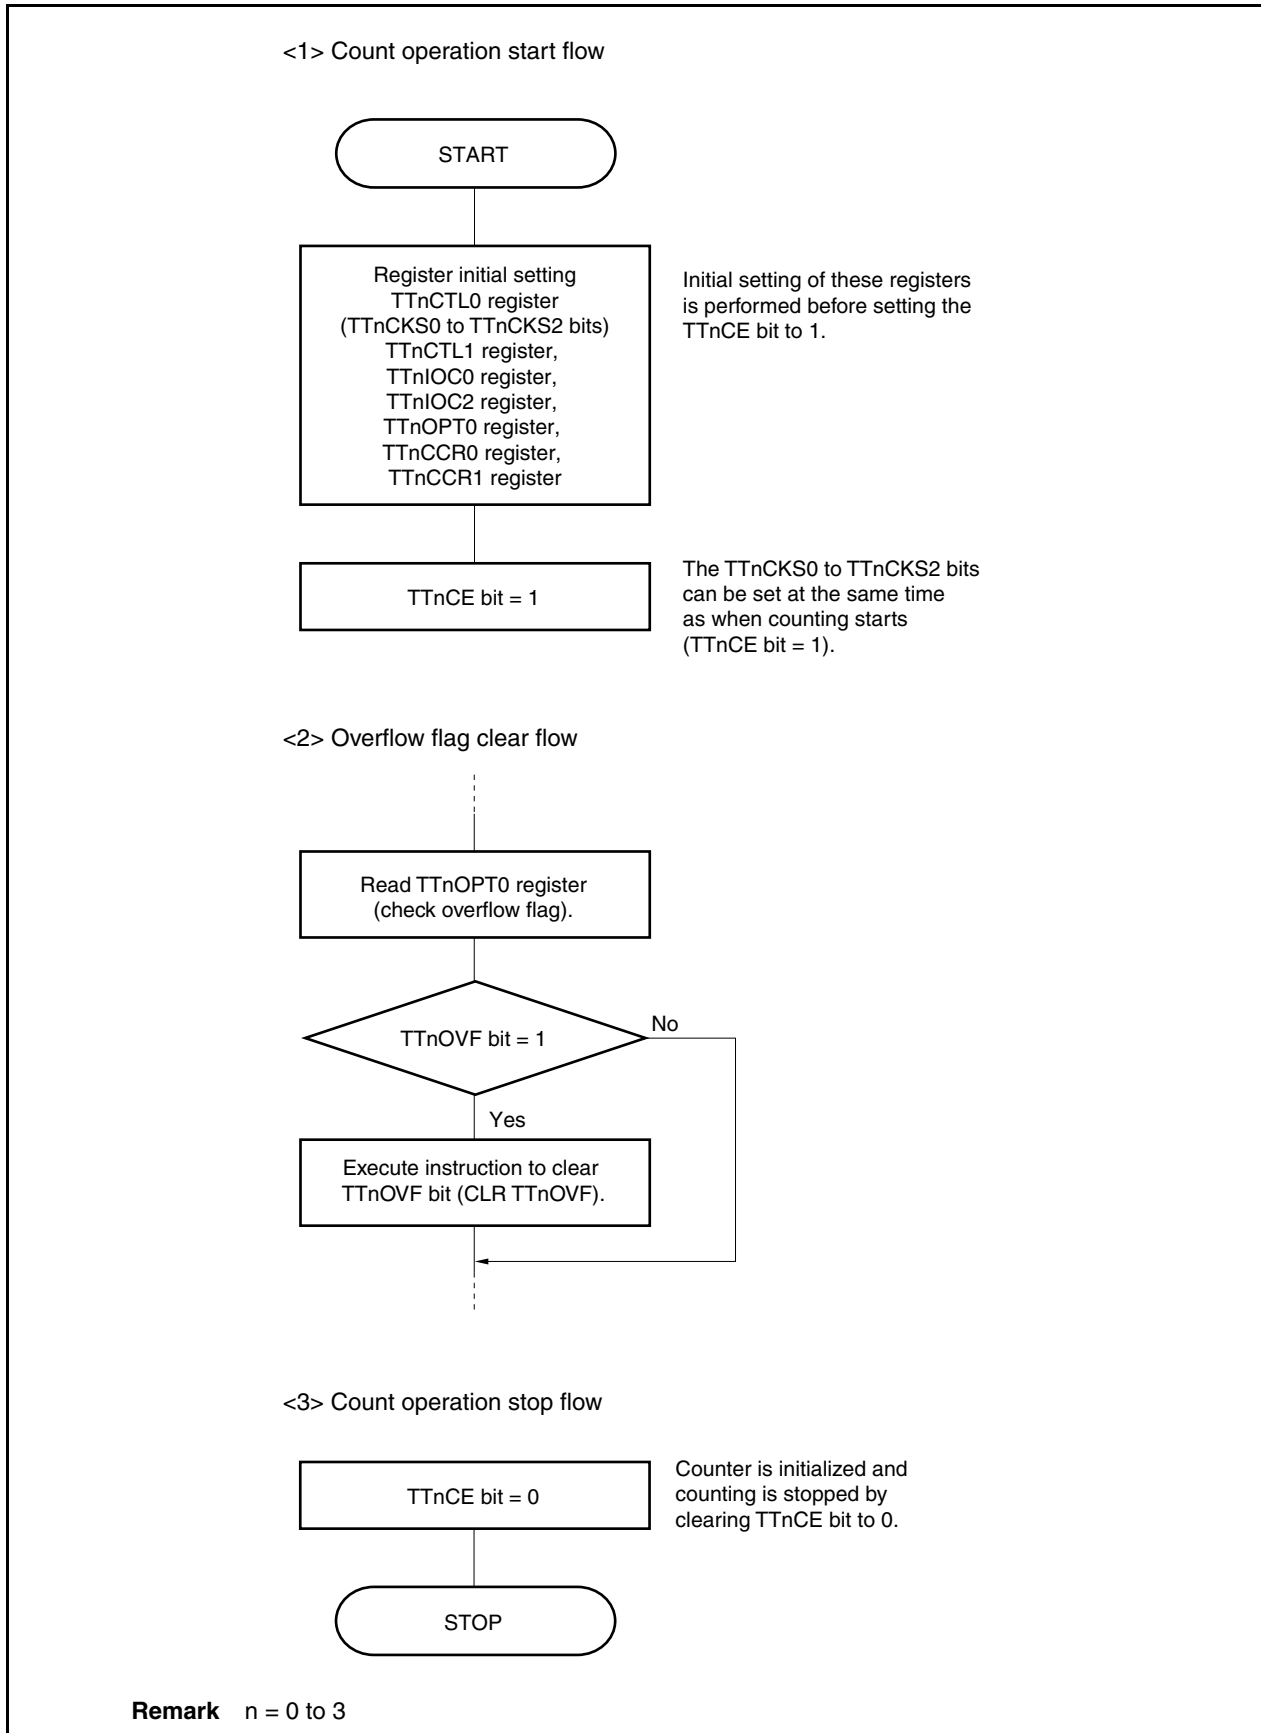 <1> Count operation start flow
START
Register initial setting
TTnCTL0 register
(TTnCKS0 to TTnCKS2 bits)
TTnCTL1 register,
TTnIOC0 register,
TTnIOC2 register,
TTnOPT0 register,
TTnCCR0 register,
TTnCCR1 register
Initial setting of these registers
is performed before setting the
TTnCE bit to 1.
TTnCE bit = 1
The TTnCKS0 to TTnCKS2 bits
can be set at the same time
as when counting starts
(TTnCE bit = 1).
<2> Overflow flag clear flow
Read TTnOPT0 register
(check overflow flag).
TTnOVF bit = 1
No
Yes
Execute instruction to clear
TTnOVF bit (CLR TTnOVF).
<3> Count operation stop flow
TTnCE bit = 0
Counter is initialized and
counting is stopped by
clearing TTnCE bit to 0.
STOP
Remark n = 0 to 3